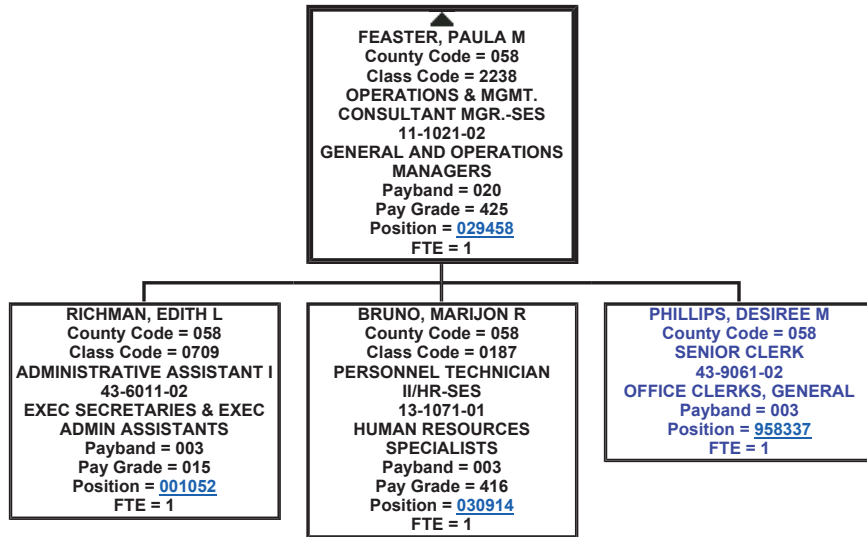 FEASTER, PAULA M
County Code = 058
Class Code = 2238
OPERATIONS & MGMT.
CONSULTANT MGR.-SES
11-1021-02
GENERAL AND OPERATIONS
MANAGERS
Payband = 020
Pay Grade = 425
Position = 029458
FTE = 1
RICHMAN, EDITH L
County Code = 058
Class Code = 0709
ADMINISTRATIVE ASSISTANT I
43-6011-02
EXEC SECRETARIES & EXEC
ADMIN ASSISTANTS
Payband = 003
Pay Grade = 015
Position = 001052
FTE = 1
BRUNO, MARIJON R
County Code = 058
Class Code = 0187
PERSONNEL TECHNICIAN
II/HR-SES
13-1071-01
HUMAN RESOURCES
SPECIALISTS
Payband = 003
Pay Grade = 416
Position = 030914
FTE = 1
PHILLIPS, DESIREE M
County Code = 058
SENIOR CLERK
43-9061-02
OFFICE CLERKS, GENERAL
Payband = 003
Position = 958337
FTE = 1